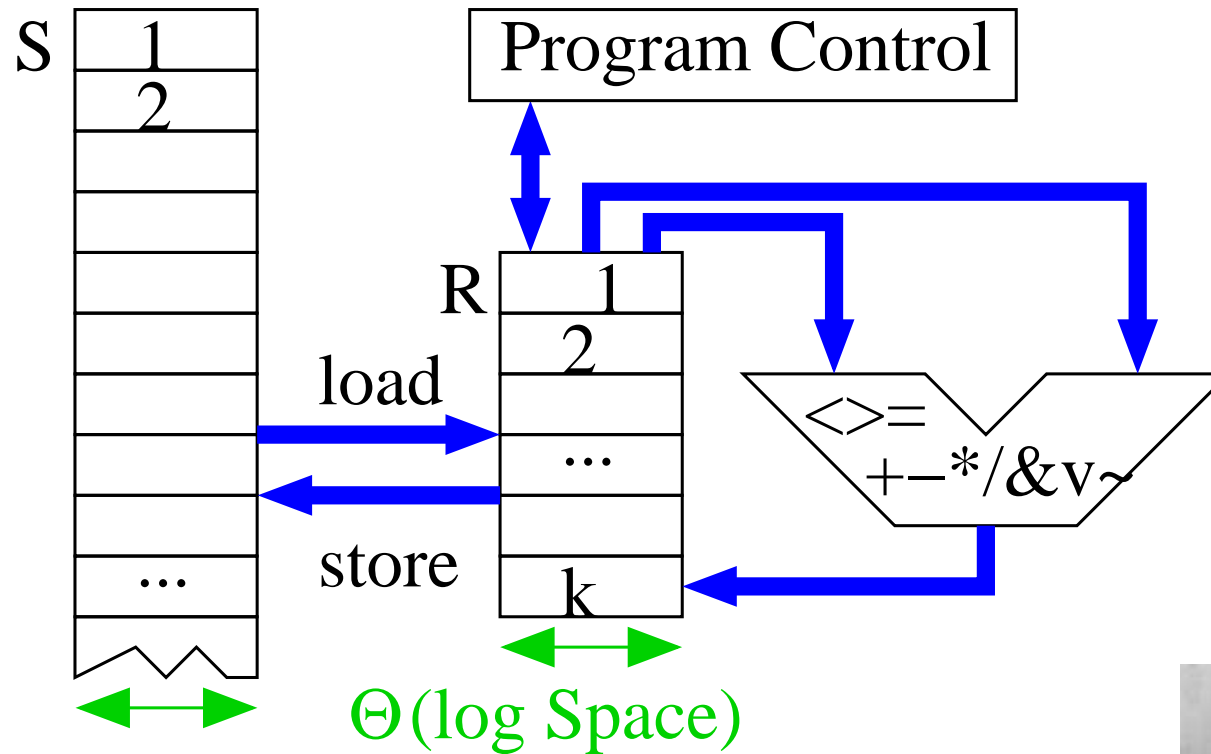 S
1
2
...
Program Control
R
1
2
...
k
load
store
<>=
+−*/&v~
Θ(log Space)